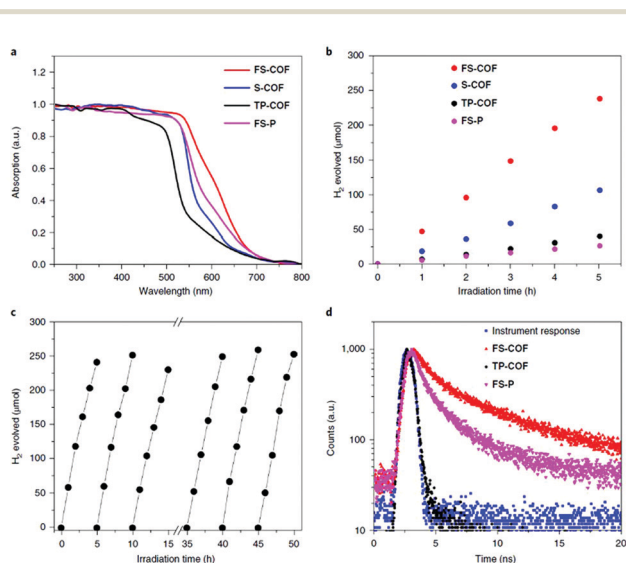 a
FS-COF
S-COF
TP-COF
FS-P
1.2
1.0
0.8
0.6
0.4
0.2
0.0
Absorption (a.u.)
300
400
500
600
700
800
Wavelength (nm)
b
FS-COF
S-COF
TP-COF
FS-P
300
250
200
150
100
50
0
H₂ evolved (μmol)
0
1
2
3
4
5
Irradiation time (h)
c
300
250
200
150
100
50
0
H₂ evolved (μmol)
0
5
10
15
35
40
45
50
Irradiation time (h)
d
Instrument response
FS-COF
TP-COF
FS-P
1,000
100
10
Counts (a.u.)
0
5
10
15
20
Time (ns)